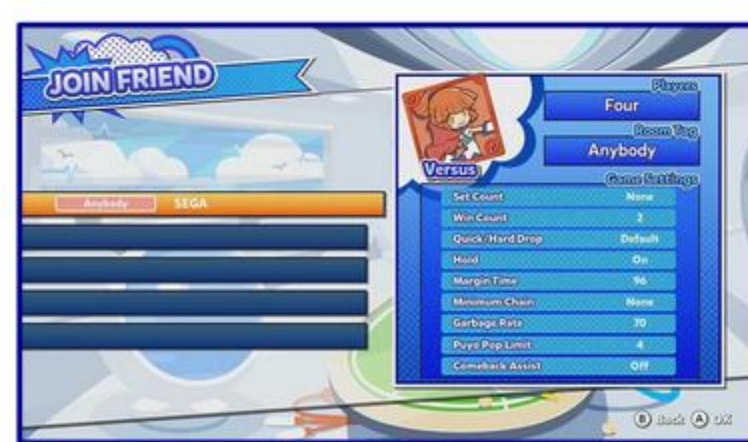 JOIN FRIEND
Anybody SEGA
Versus
Players
Four
Room Tag
Anybody
Game Settings
Set Count None
Win Count 2
Quick/Hard Drop Default
Hold On
Margin Time 96
Minimum Chain None
Garbage Rate 70
Puyo Pop Limit 4
Comeback Assist Off
B Back A OK